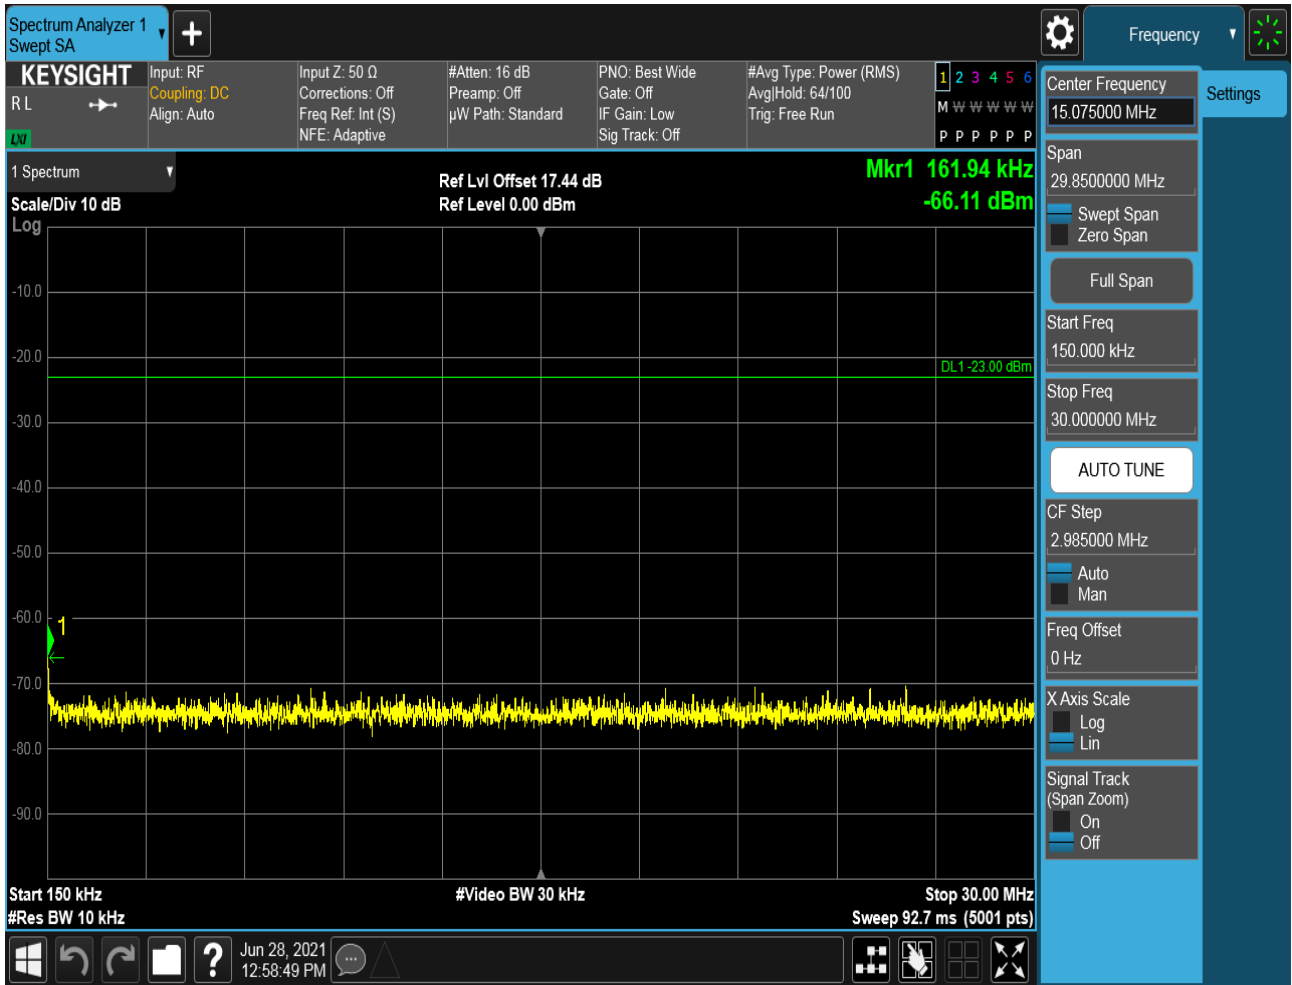 Spectrum Analyzer 1
Swept SA
Frequency
KEYSIGHT
R L
LXI
Input: RF
Coupling: DC
Align: Auto
Input Z: 50 Ω
Corrections: Off
Freq Ref: Int (S)
NFE: Adaptive
#Atten: 16 dB
Preamp: Off
µW Path: Standard
PNO: Best Wide
Gate: Off
IF Gain: Low
Sig Track: Off
#Avg Type: Power (RMS)
Avg|Hold: 64/100
Trig: Free Run
1 2 3 4 5 6
M W W W W W
P P P P P P
1 Spectrum
Scale/Div 10 dB
Log
Ref Lvl Offset 17.44 dB
Ref Level 0.00 dBm
Mkr1 161.94 kHz
-66.11 dBm
-10.0
-20.0
DL1 -23.00 dBm
-30.0
-40.0
-50.0
-60.0
1
-70.0
-80.0
-90.0
Start 150 kHz
#Video BW 30 kHz
Stop 30.00 MHz
#Res BW 10 kHz
Sweep 92.7 ms (5001 pts)
?
Jun 28, 2021
12:58:49 PM
Center Frequency
15.075000 MHz
Settings
Span
29.8500000 MHz
Swept Span
Zero Span
Full Span
Start Freq
150.000 kHz
Stop Freq
30.000000 MHz
AUTO TUNE
CF Step
2.985000 MHz
Auto
Man
Freq Offset
0 Hz
X Axis Scale
Log
Lin
Signal Track
(Span Zoom)
On
Off